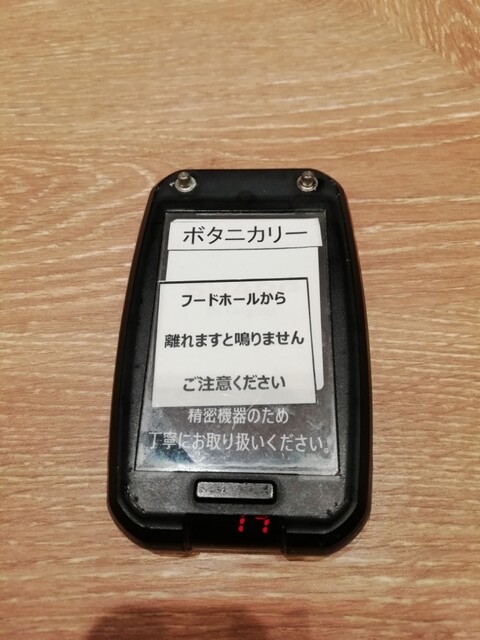 ボタニカリー
フードホールから
離れますと鳴りません
ご注意ください
精密機器のため
丁寧にお取り扱いください。
17